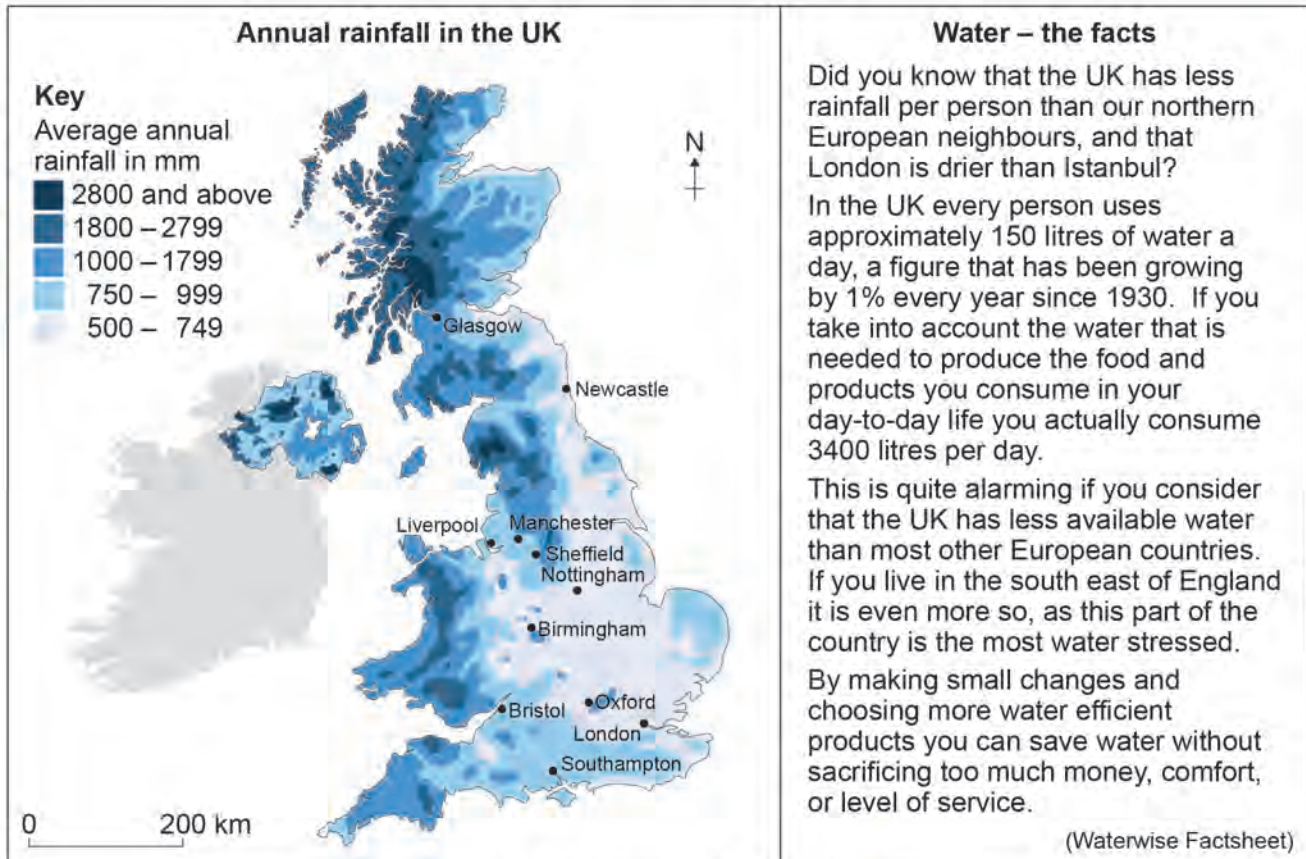 Annual rainfall in the UK
Key
Average annual
rainfall in mm
2800 and above
1800 – 2799
1000 – 1799
750 – 999
500 – 749
N
Glasgow
Newcastle
Liverpool
Manchester
Sheffield
Nottingham
Birmingham
Bristol
Oxford
London
Southampton
0 200 km
Water – the facts
Did you know that the UK has less
rainfall per person than our northern
European neighbours, and that
London is drier than Istanbul?
In the UK every person uses
approximately 150 litres of water a
day, a figure that has been growing
by 1% every year since 1930. If you
take into account the water that is
needed to produce the food and
products you consume in your
day-to-day life you actually consume
3400 litres per day.
This is quite alarming if you consider
that the UK has less available water
than most other European countries.
If you live in the south east of England
it is even more so, as this part of the
country is the most water stressed.
By making small changes and
choosing more water efficient
products you can save water without
sacrificing too much money, comfort,
or level of service.
(Waterwise Factsheet)